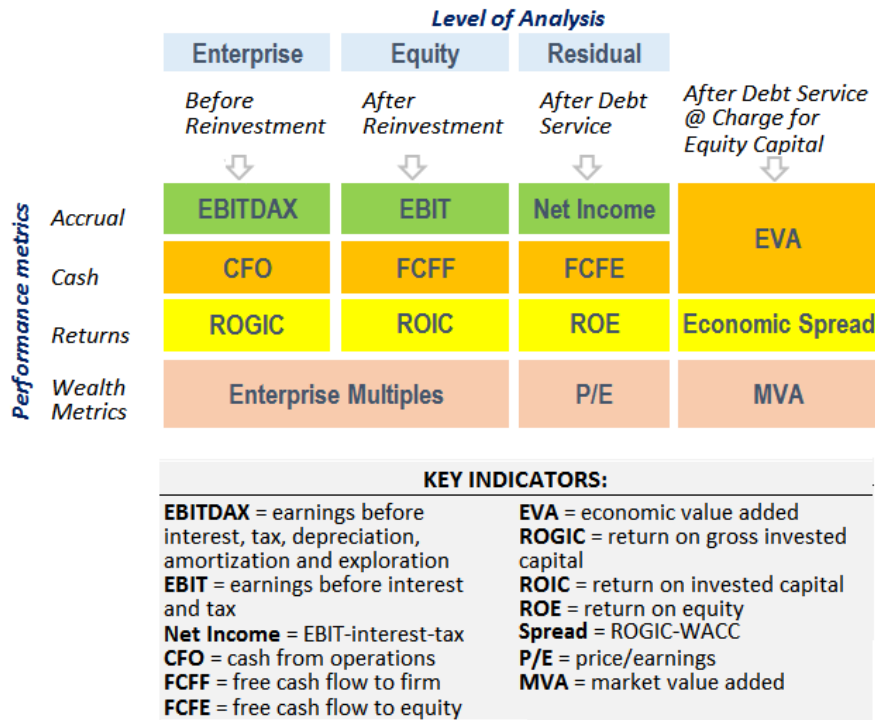 Level of Analysis
Enterprise Equity Residual
Before
Reinvestment
After
Reinvestment
After Debt
Service
After Debt Service
@ Charge for
Equity Capital
Performance metrics
Accrual EBITDAX EBIT Net Income
EVA
Cash CFO FCFF FCFE
Returns ROGIC ROIC ROE Economic Spread
Wealth
Metrics
Enterprise Multiples P/E MVA
KEY INDICATORS:
EBITDAX = earnings before
interest, tax, depreciation,
amortization and exploration
EBIT = earnings before interest
and tax
Net Income = EBIT-interest-tax
CFO = cash from operations
FCFF = free cash flow to firm
FCFE = free cash flow to equity
EVA = economic value added
ROGIC = return on gross invested
capital
ROIC = return on invested capital
ROE = return on equity
Spread = ROGIC-WACC
P/E = price/earnings
MVA = market value added